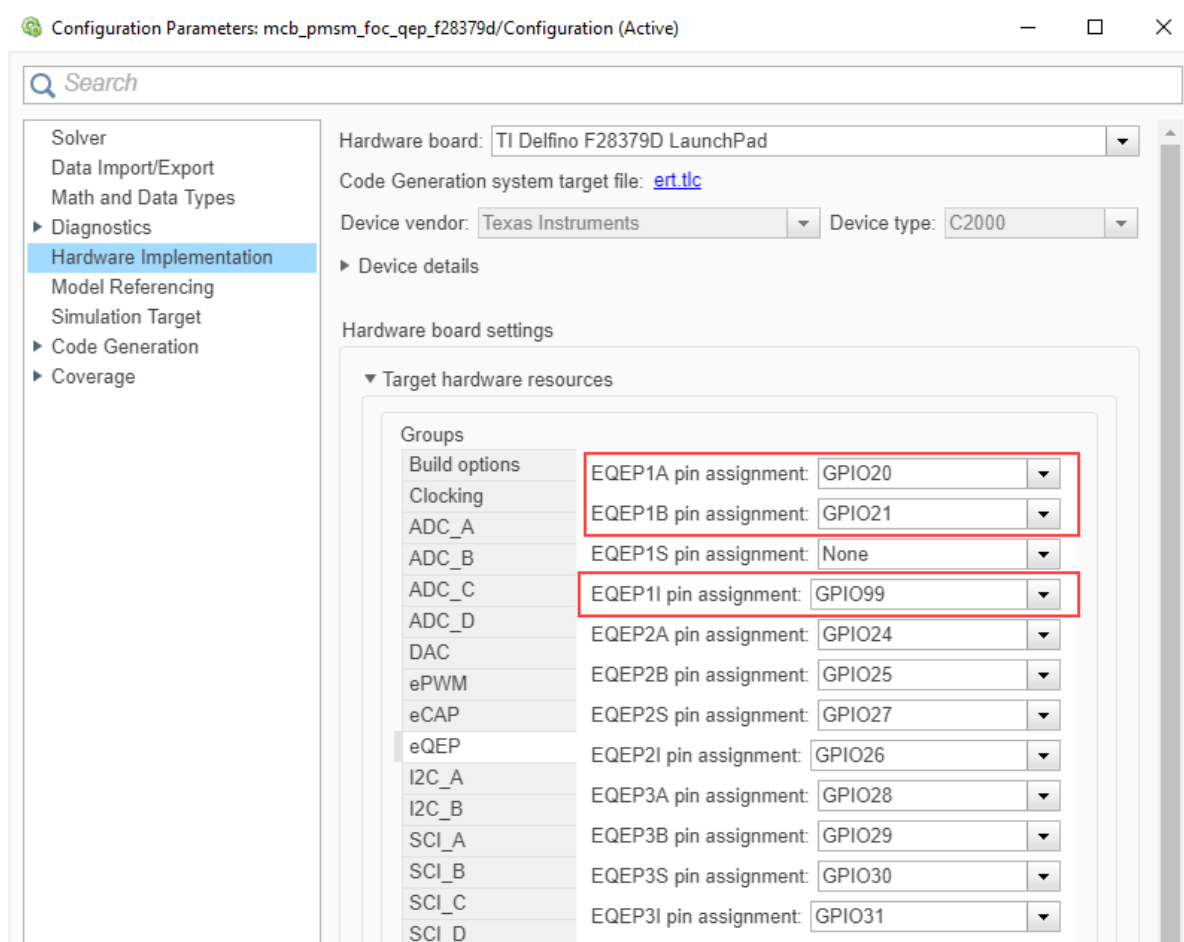 Configuration Parameters: mcb_pmsm_foc_qep_f28379d/Configuration (Active)
Search
Solver
Data Import/Export
Math and Data Types
Diagnostics
Hardware Implementation
Model Referencing
Simulation Target
Code Generation
Coverage
Hardware board: TI Delfino F28379D LaunchPad
Code Generation system target file: ert.tlc
Device vendor: Texas Instruments Device type: C2000
Device details
Hardware board settings
Target hardware resources
Groups
Build options
Clocking
ADC_A
ADC_B
ADC_C
ADC_D
DAC
ePWM
eCAP
eQEP
I2C_A
I2C_B
SCI_A
SCI_B
SCI_C
SCI_D
EQEP1A pin assignment: GPIO20
EQEP1B pin assignment: GPIO21
EQEP1S pin assignment: None
EQEP1I pin assignment: GPIO99
EQEP2A pin assignment: GPIO24
EQEP2B pin assignment: GPIO25
EQEP2S pin assignment: GPIO27
EQEP2I pin assignment: GPIO26
EQEP3A pin assignment: GPIO28
EQEP3B pin assignment: GPIO29
EQEP3S pin assignment: GPIO30
EQEP3I pin assignment: GPIO31